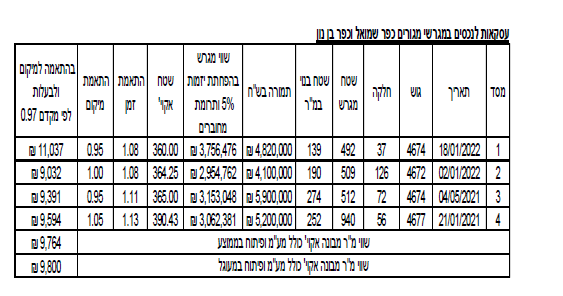 עסקאות לנכסים במגרשי מגורים כפר שמואל וכפר בן נון
מסד תאריך גוש חלקה שטח מגרש שטח בנוי במ"ר תמורה בש"ח שווי מגרש בהפחתת יזמות 5% ותרומת מחוברים שטח אקוי' התאמת זמן התאמת מיקום בהתאמה למיקום ולבעלות לפי מקדם 0.97
1 18/01/2022 4674 37 492 139 4,820,000 ₪ 3,756,476 ₪ 360.00 1.08 0.95 11,037 ₪
2 02/01/2022 4672 126 509 190 4,100,000 ₪ 2,954,762 ₪ 364.25 1.08 1.00 9,032 ₪
3 04/05/2021 4674 72 512 274 5,900,000 ₪ 3,153,048 ₪ 365.00 1.11 0.95 9,391 ₪
4 21/01/2021 4677 56 940 252 5,200,000 ₪ 3,062,381 ₪ 390.43 1.13 1.05 9,594 ₪
שווי מ"ר מבונה אקוי' כולל מע"מ ופיתוח בממוצע 9,764 ₪
שווי מ"ר מבונה אקוי' כולל מע"מ ופיתוח במעוגל 9,800 ₪